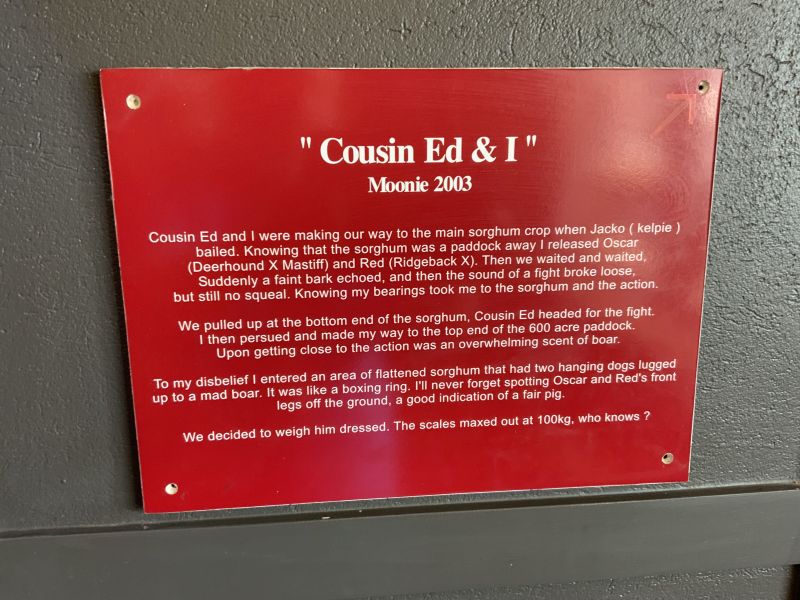 " Cousin Ed & I "
Moonie 2003
Cousin Ed and I were making our way to the main sorghum crop when Jacko ( kelpie )
bailed. Knowing that the sorghum was a paddock away I released Oscar
(Deerhound X Mastiff) and Red (Ridgeback X). Then we waited and waited,
Suddenly a faint bark echoed, and then the sound of a fight broke loose,
but still no squeal. Knowing my bearings took me to the sorghum and the action.
We pulled up at the bottom end of the sorghum, Cousin Ed headed for the fight.
I then persued and made my way to the top end of the 600 acre paddock.
Upon getting close to the action was an overwhelming scent of boar.
To my disbelief I entered an area of flattened sorghum that had two hanging dogs lugged
up to a mad boar. It was like a boxing ring. I'll never forget spotting Oscar and Red's front
legs off the ground, a good indication of a fair pig.
We decided to weigh him dressed. The scales maxed out at 100kg, who knows ?